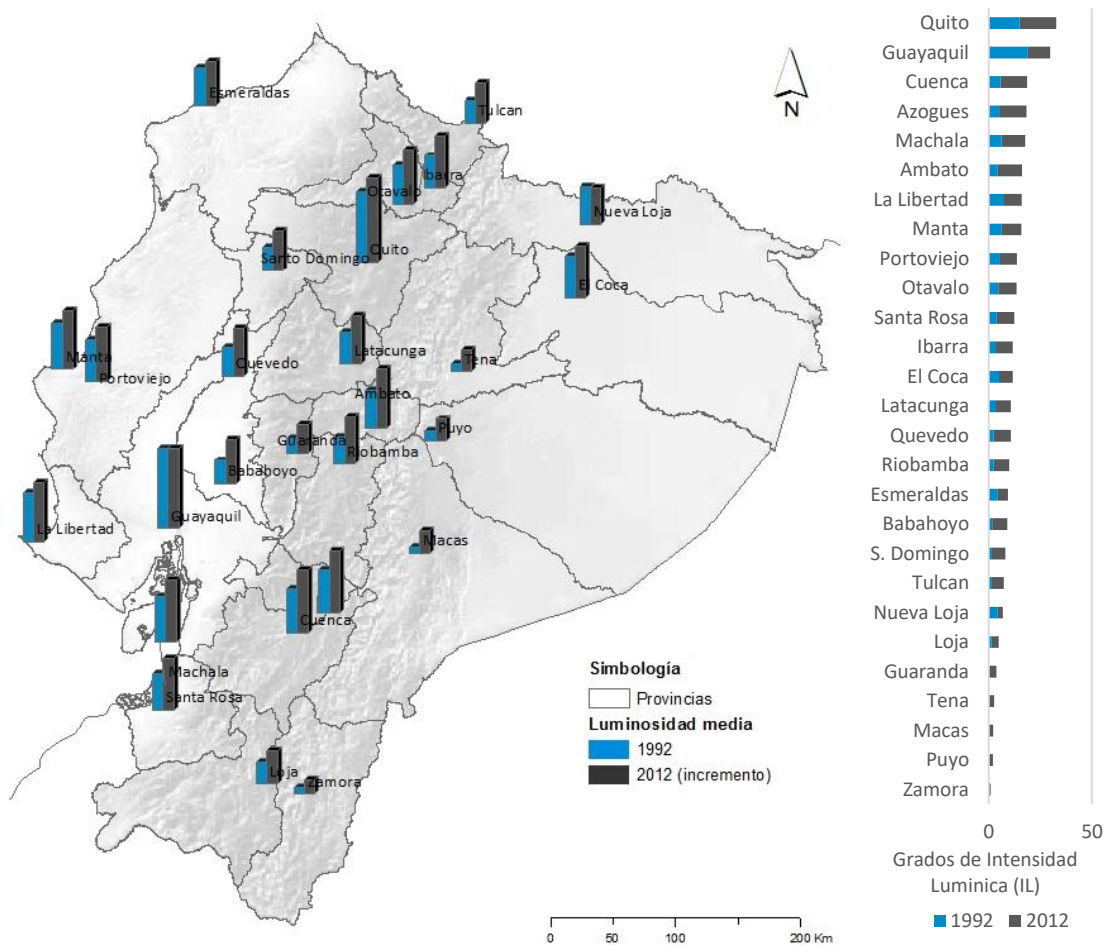 Esmeraldas
Tulcan
N
Ibarra
Otavalo
Nueva Loja
Quito
Santo Domingo
El Coca
Manta
Portoviejo
Quevedo
Latacunga
Tena
Ambato
Puyo
Guaranda
Riobamba
Babahoyo
Guayaquil
La Libertad
Macas
Cuenca
Machala
Santa Rosa
Loja
Zamora
Simbología
Provincias
Luminosidad media
1992
2012 (incremento)
0 50 100 200 Km
Quito
Guayaquil
Cuenca
Azogues
Machala
Ambato
La Libertad
Manta
Portoviejo
Otavalo
Santa Rosa
Ibarra
El Coca
Latacunga
Quevedo
Riobamba
Esmeraldas
Babahoyo
S. Domingo
Tulcan
Nueva Loja
Loja
Guaranda
Tena
Macas
Puyo
Zamora
0 50
Grados de Intensidad
Luminica (IL)
1992 2012